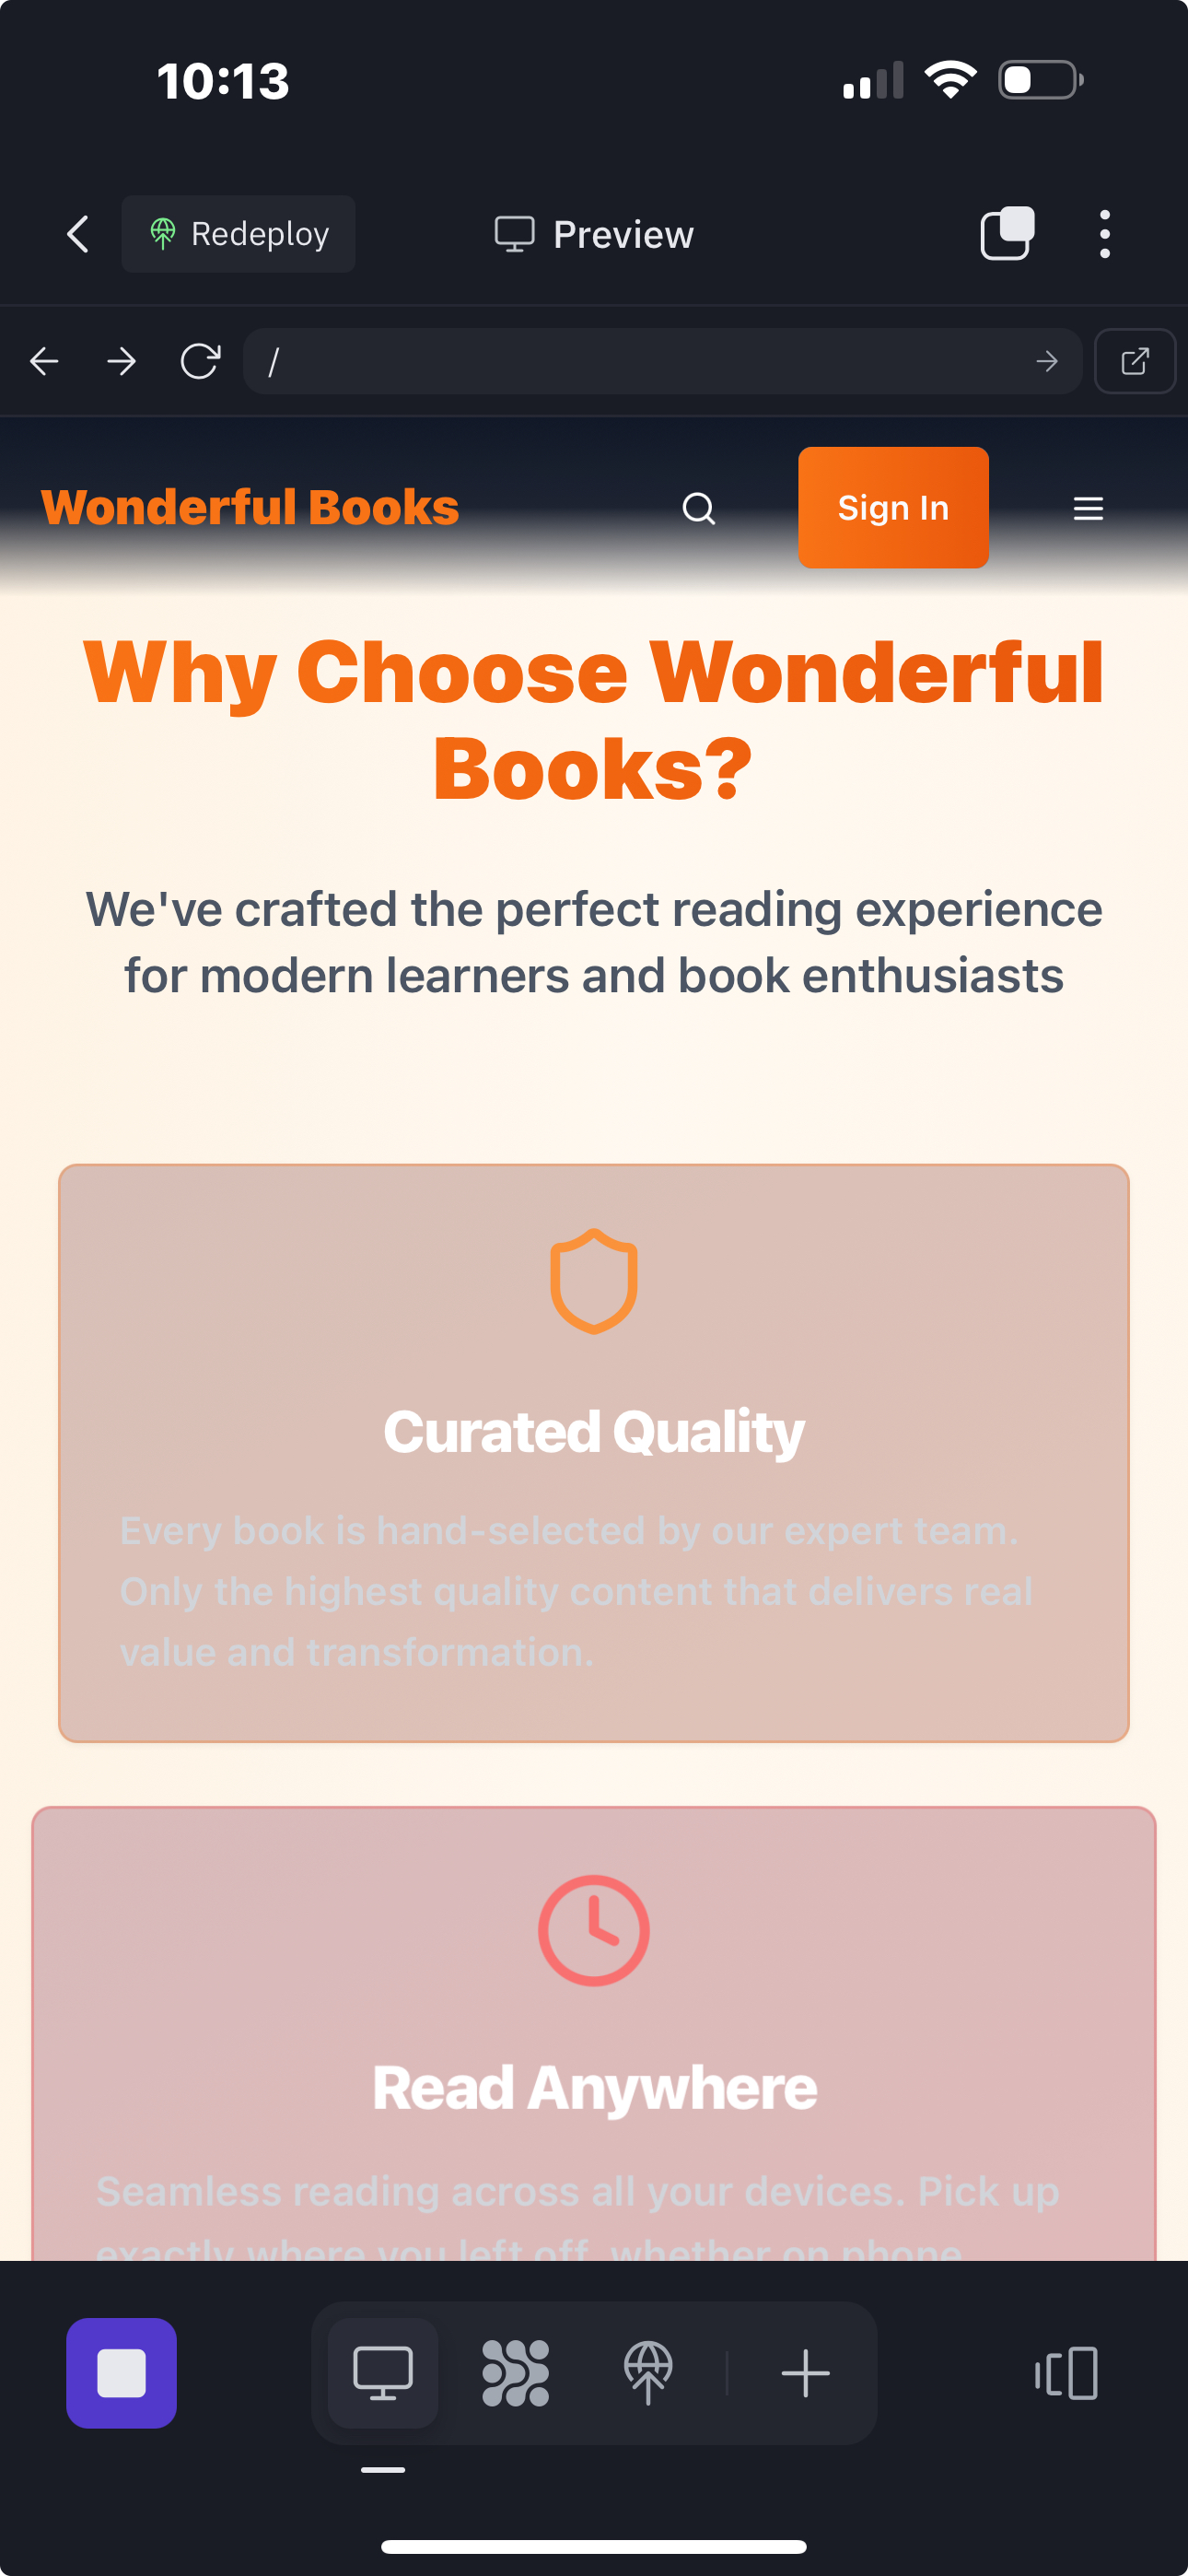 10:13
Redeploy
Preview
/
Wonderful Books
Sign In
Why Choose Wonderful
Books?
We've crafted the perfect reading experience
for modern learners and book enthusiasts
Curated Quality
Every book is hand-selected by our expert team.
Only the highest quality content that delivers real
value and transformation.
Read Anywhere
Seamless reading across all your devices. Pick up
exactly where you left off, whether on phone,